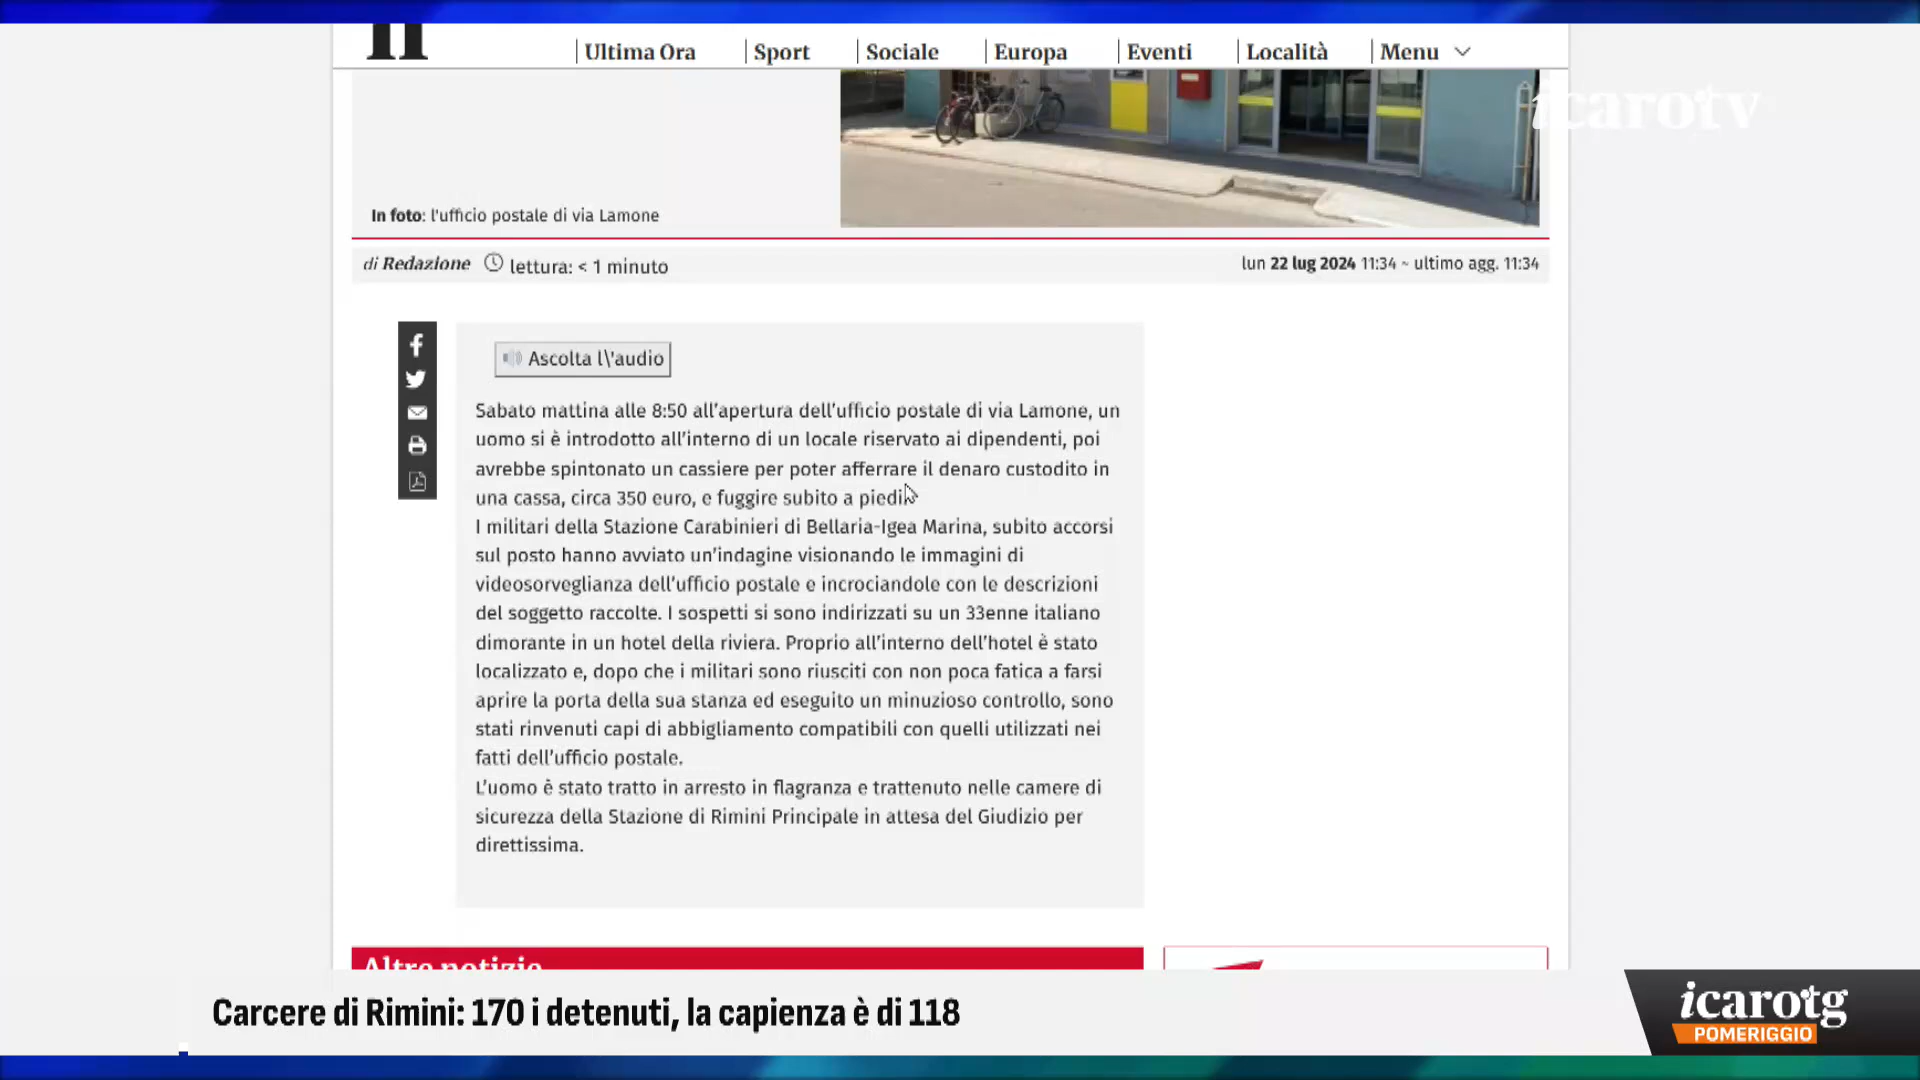 Ultima Ora
Sport
Sociale
Europa
Eventi
Località
Menu
icarotv
In foto: l'ufficio postale di via Lamone
di Redazione lettura: < 1 minuto
lun 22 lug 2024 11:34 ~ ultimo agg. 11:34
Ascolta l\'audio
Sabato mattina alle 8:50 all’apertura dell’ufficio postale di via Lamone, un
uomo si è introdotto all’interno di un locale riservato ai dipendenti, poi
avrebbe spintonato un cassiere per poter afferrare il denaro custodito in
una cassa, circa 350 euro, e fuggire subito a piedi.
I militari della Stazione Carabinieri di Bellaria-Igea Marina, subito accorsi
sul posto hanno avviato un’indagine visionando le immagini di
videosorveglianza dell’ufficio postale e incrociandole con le descrizioni
del soggetto raccolte. I sospetti si sono indirizzati su un 33enne italiano
dimorante in un hotel della riviera. Proprio all’interno dell’hotel è stato
localizzato e, dopo che i militari sono riusciti con non poca fatica a farsi
aprire la porta della sua stanza ed eseguito un minuzioso controllo, sono
stati rinvenuti capi di abbigliamento compatibili con quelli utilizzati nei
fatti dell’ufficio postale.
L’uomo è stato tratto in arresto in flagranza e trattenuto nelle camere di
sicurezza della Stazione di Rimini Principale in attesa del Giudizio per
direttissima.
Altre notizie
Carcere di Rimini: 170 i detenuti, la capienza è di 118
icarotg
POMERIGGIO